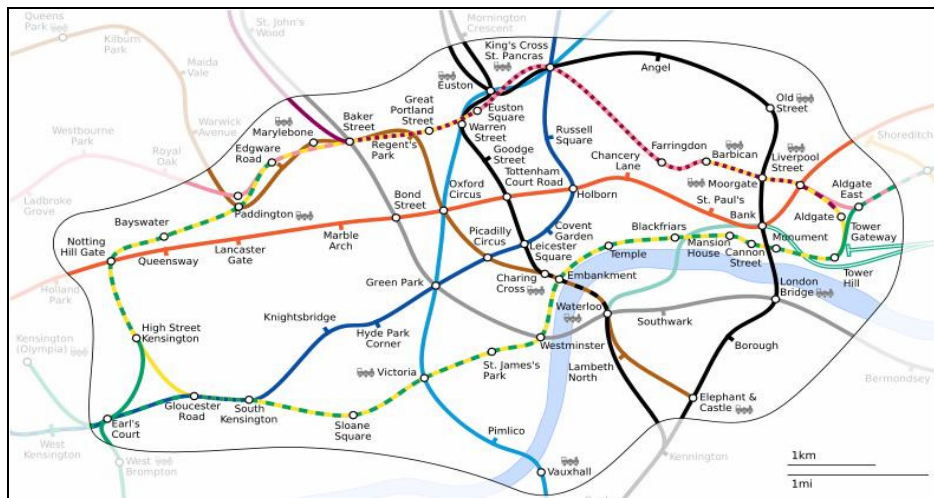 Queens
Park
Kilburn
Park
St. John's
Wood
Mornington
Crescent
King's Cross
St. Pancras
Angel
Maida
Vale
Euston
Old
Street
Great
Portland
Street
Euston
Square
Warren
Street
Russell
Square
Shoreditch
Westbourne
Park
Warwick
Avenue
Marylebone
Baker
Street
Regent's
Park
Goodge
Street
Chancery
Lane
Farringdon
Barbican
Liverpool
Street
Royal
Oak
Edgware
Road
Tottenham
Court Road
Moorgate
Aldgate
East
Ladbroke
Grove
Paddington
Bond
Street
Oxford
Circus
Holborn
St. Paul's
Bank
Aldgate
Bayswater
Notting
Hill Gate
Queensway
Lancaster
Gate
Marble
Arch
Picadilly
Circus
Covent
Garden
Leicester
Square
Blackfriars
Mansion
House
Monument
Cannon
Street
Tower
Gateway
Temple
Tower
Hill
Holland
Park
Green Park
Charing
Cross
Embankment
Waterloo
London
Bridge
High Street
Kensington
Knightsbridge
Hyde Park
Corner
Westminster
Southwark
Kensington
(Olympia)
Borough
Bermondsey
Victoria
St. James's
Park
Lambeth
North
Gloucester
Road
South
Kensington
Sloane
Square
Elephant &
Castle
Earl's
Court
West
Kensington
Pimlico
West
Brompton
Kennington
Vauxhall
1km
1mi